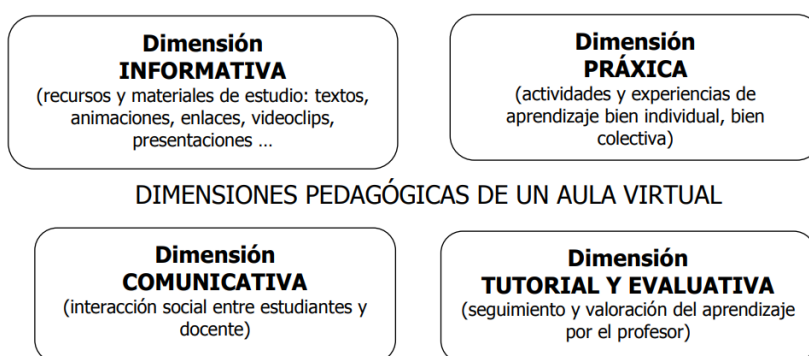 Dimensión
INFORMATIVA
(recursos y materiales de estudio: textos,
animaciones, enlaces, videoclips,
presentaciones ...
Dimensión
PRÁXICA
(actividades y experiencias de
aprendizaje bien individual, bien
colectiva)
DIMENSIONES PEDAGÓGICAS DE UN AULA VIRTUAL
Dimensión
COMUNICATIVA
(interacción social entre estudiantes y
docente)
Dimensión
TUTORIAL Y EVALUATIVA
(seguimiento y valoración del aprendizaje
por el profesor)